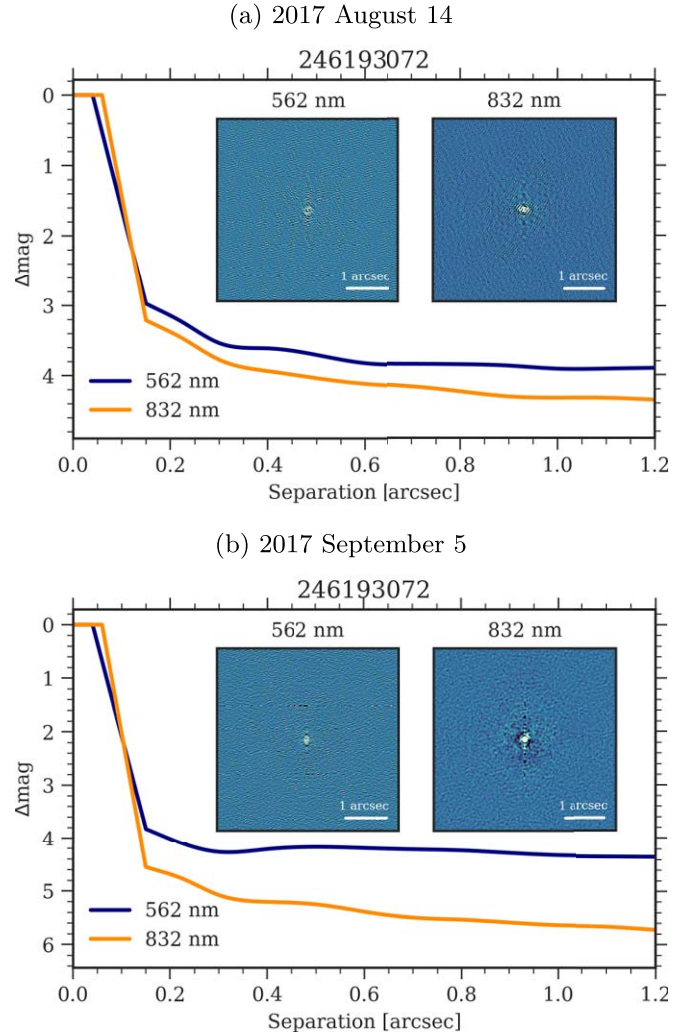 (a) 2017 August 14
246193072
562 nm 832 nm
0
1
2
3
4
Δmag
1 arcsec 1 arcsec
562 nm
832 nm
0.0 0.2 0.4 0.6 0.8 1.0 1.2
Separation [arcsec]
(b) 2017 September 5
246193072
562 nm 832 nm
0
1
2
3
4
5
6
Δmag
1 arcsec 1 arcsec
562 nm
832 nm
0.0 0.2 0.4 0.6 0.8 1.0 1.2
Separation [arcsec]